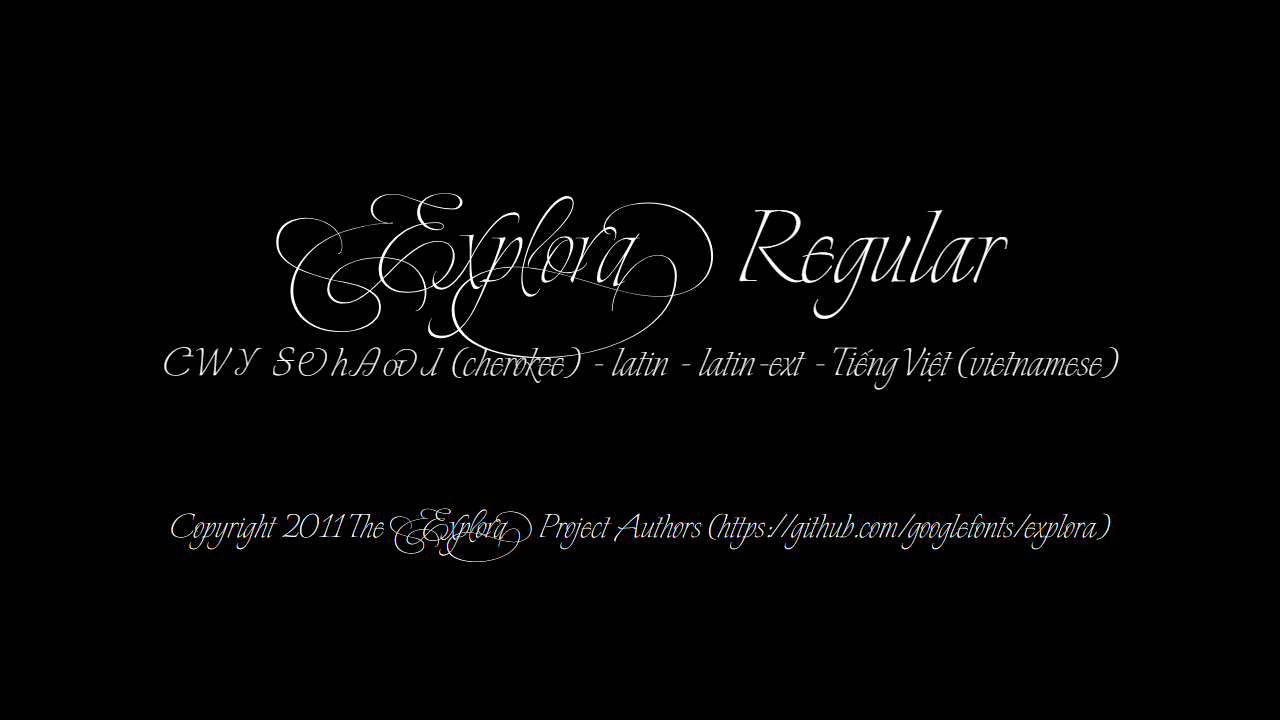 Explora Regular
ᏣᎳᎩ ᏚᏬᏂᎯᏍᏗ (cherokee) - latin - latin-ext - Tiếng Việt (vietnamese)
Copyright 2011 The Explora Project Authors (https://github.com/googlefonts/explora)